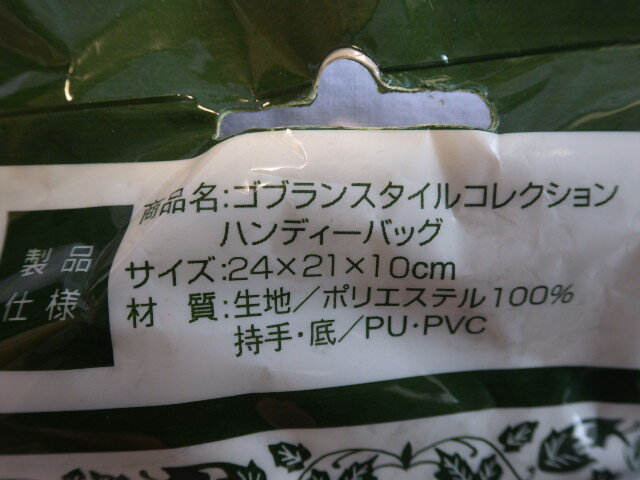 製品
仕様
商品名:ゴブランスタイルコレクション
ハンディーバッグ
サイズ:24×21×10cm
材　質:生地／ポリエステル100%
持手・底／PU・PVC